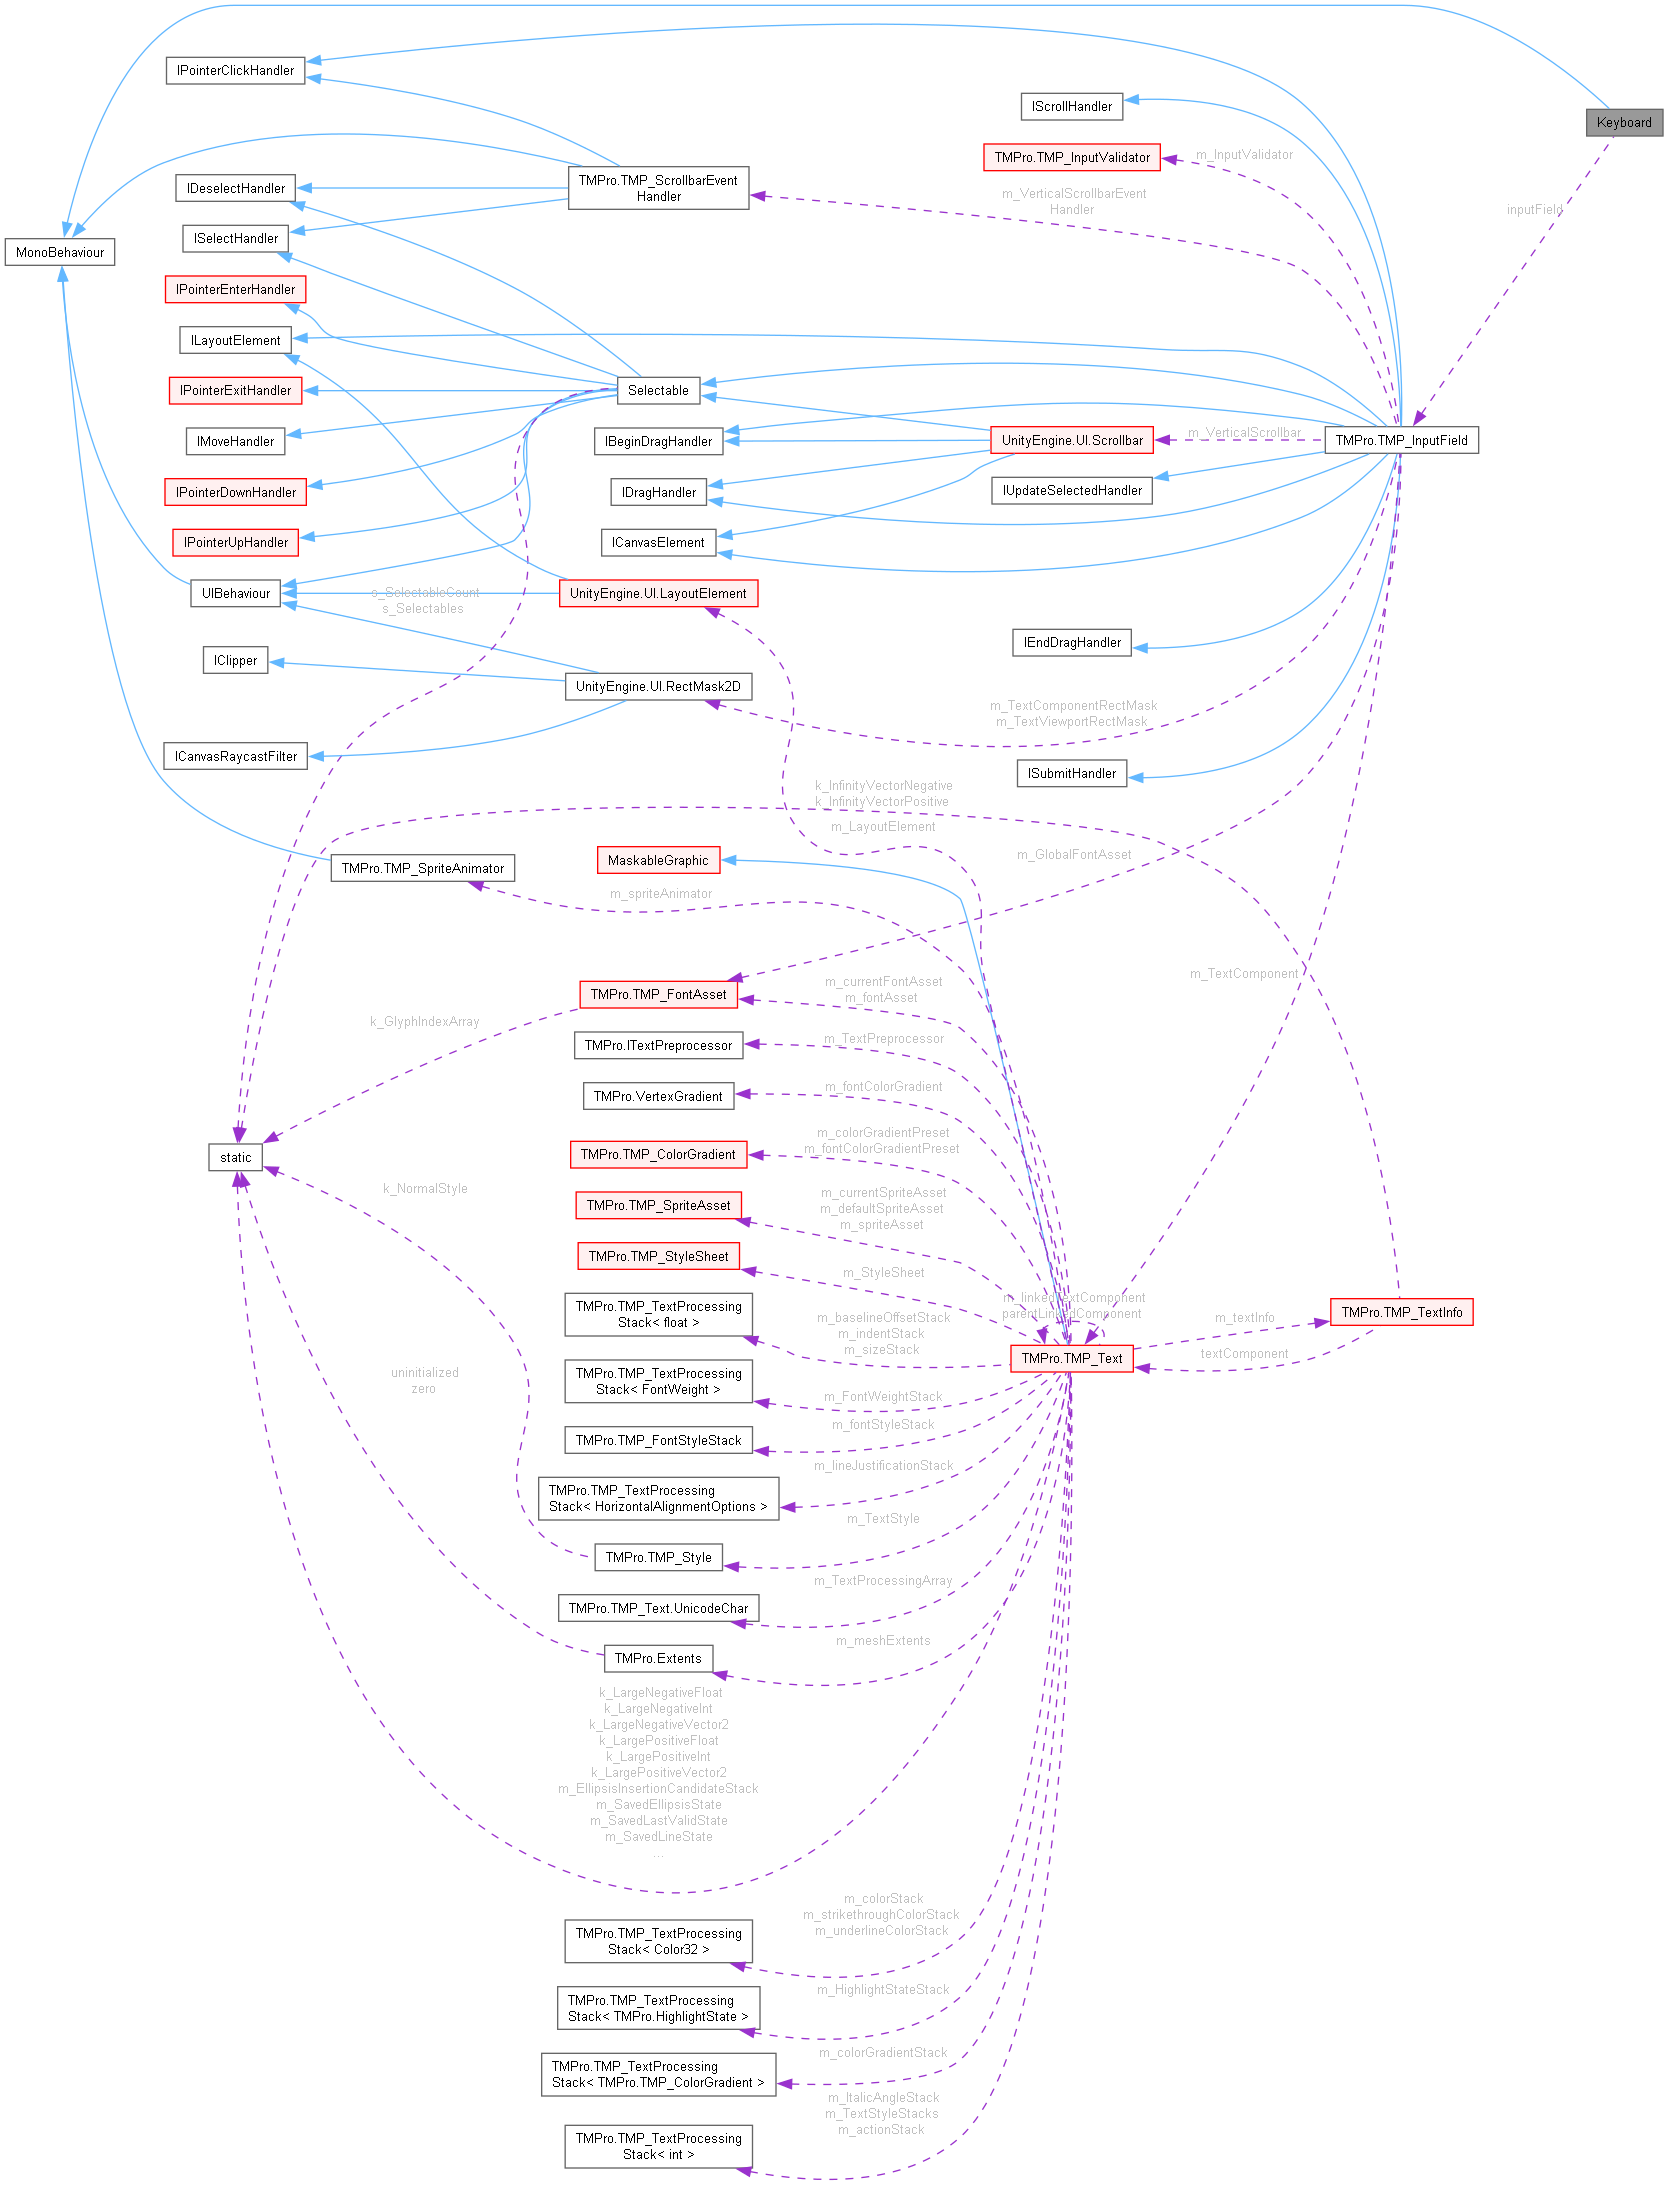 IPointerClickHandler
IScrollHandler
Keyboard
TMPro.TMP_InputValidator
m_InputValidator
TMPro.TMP_ScrollbarEvent
Handler
m_VerticalScrollbarEvent
Handler
inputField
IDeselectHandler
ISelectHandler
MonoBehaviour
IPointerEnterHandler
ILayoutElement
IPointerExitHandler
Selectable
IMoveHandler
IBeginDragHandler
UnityEngine.UI.Scrollbar
m_VerticalScrollbar
TMPro.TMP_InputField
IPointerDownHandler
IDragHandler
IUpdateSelectedHandler
IPointerUpHandler
ICanvasElement
UIBehaviour
s_SelectableCount
s_Selectables
UnityEngine.UI.LayoutElement
IEndDragHandler
IClipper
UnityEngine.UI.RectMask2D
m_TextComponentRectMask
m_TextViewportRectMask
ICanvasRaycastFilter
ISubmitHandler
k_InfinityVectorNegative
k_InfinityVectorPositive
m_LayoutElement
MaskableGraphic
m_GlobalFontAsset
TMPro.TMP_SpriteAnimator
m_spriteAnimator
m_TextComponent
TMPro.TMP_FontAsset
m_currentFontAsset
m_fontAsset
k_GlyphIndexArray
TMPro.ITextPreprocessor
m_TextPreprocessor
TMPro.VertexGradient
m_fontColorGradient
static
TMPro.TMP_ColorGradient
m_colorGradientPreset
m_fontColorGradientPreset
k_NormalStyle
TMPro.TMP_SpriteAsset
m_currentSpriteAsset
m_defaultSpriteAsset
m_spriteAsset
TMPro.TMP_StyleSheet
m_StyleSheet
m_linkedTextComponent
parentLinkedComponent
TMPro.TMP_TextProcessing
Stack< float >
m_baselineOffsetStack
m_indentStack
m_sizeStack
m_textInfo
TMPro.TMP_TextInfo
TMPro.TMP_Text
textComponent
uninitialized
zero
TMPro.TMP_TextProcessing
Stack< FontWeight >
m_FontWeightStack
TMPro.TMP_FontStyleStack
m_fontStyleStack
TMPro.TMP_TextProcessing
Stack< HorizontalAlignmentOptions >
m_lineJustificationStack
TMPro.TMP_Style
m_TextStyle
TMPro.TMP_Text.UnicodeChar
m_TextProcessingArray
TMPro.Extents
m_meshExtents
k_LargeNegativeFloat
k_LargeNegativeInt
k_LargeNegativeVector2
k_LargePositiveFloat
k_LargePositiveInt
k_LargePositiveVector2
m_EllipsisInsertionCandidateStack
m_SavedEllipsisState
m_SavedLastValidState
m_SavedLineState
...
TMPro.TMP_TextProcessing
Stack< Color32 >
m_colorStack
m_strikethroughColorStack
m_underlineColorStack
TMPro.TMP_TextProcessing
Stack< TMPro.HighlightState >
m_HighlightStateStack
TMPro.TMP_TextProcessing
Stack< TMPro.TMP_ColorGradient >
m_colorGradientStack
TMPro.TMP_TextProcessing
Stack< int >
m_ItalicAngleStack
m_TextStyleStacks
m_actionStack